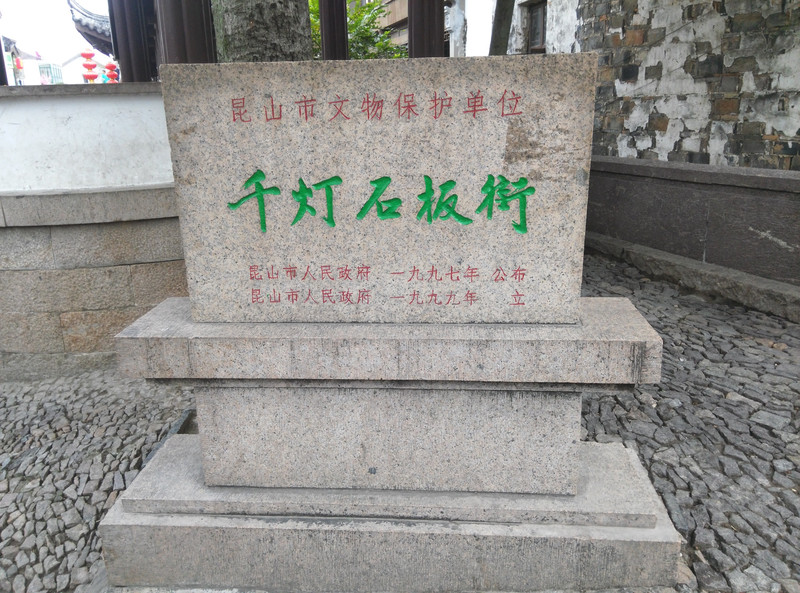 昆山市文物保护单位
千灯石板街
昆山市人民政府 一九九七年 公布
昆山市人民政府 一九九九年 立